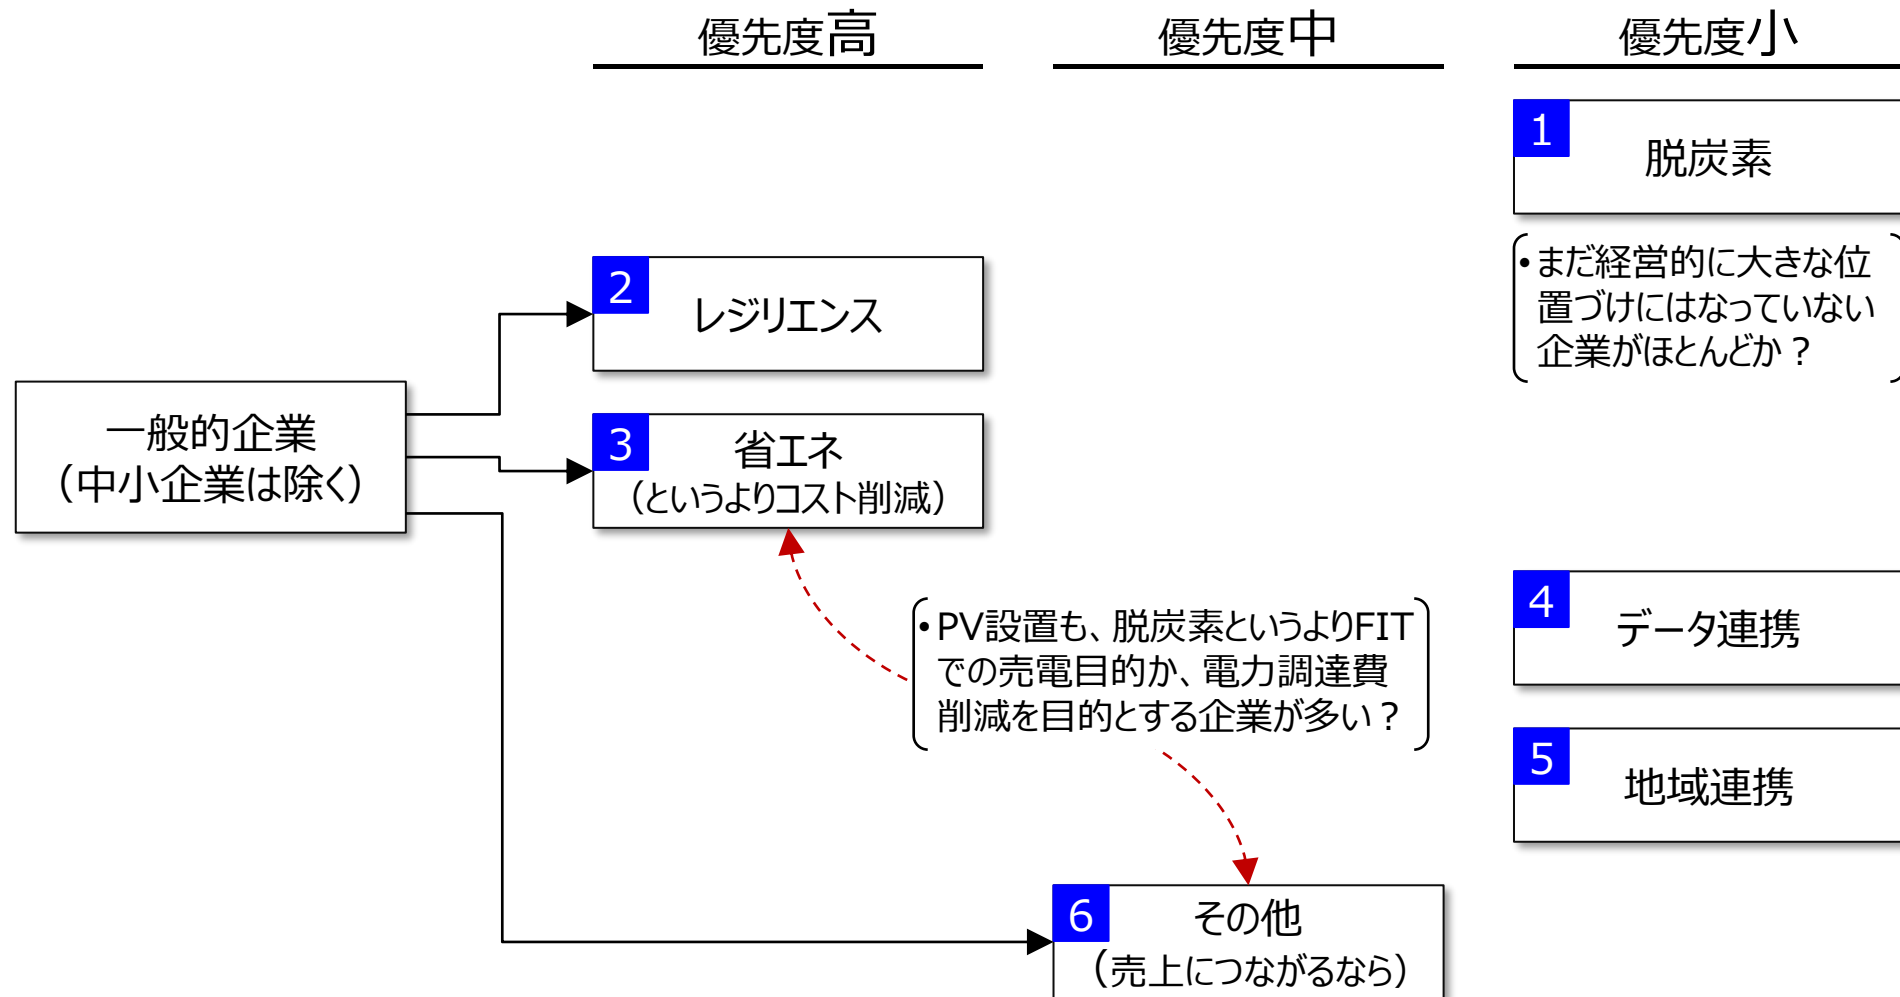 優先度高
優先度中
優先度小
1
脱炭素
•まだ経営的に大きな位
置づけにはなっていない
企業がほとんどか？
2
レジリエンス
一般的企業
（中小企業は除く）
3
省エネ
（というよりコスト削減）
•PV設置も、脱炭素というよりFIT
での売電目的か、電力調達費
削減を目的とする企業が多い？
4
データ連携
5
地域連携
6
その他
（売上につながるなら）